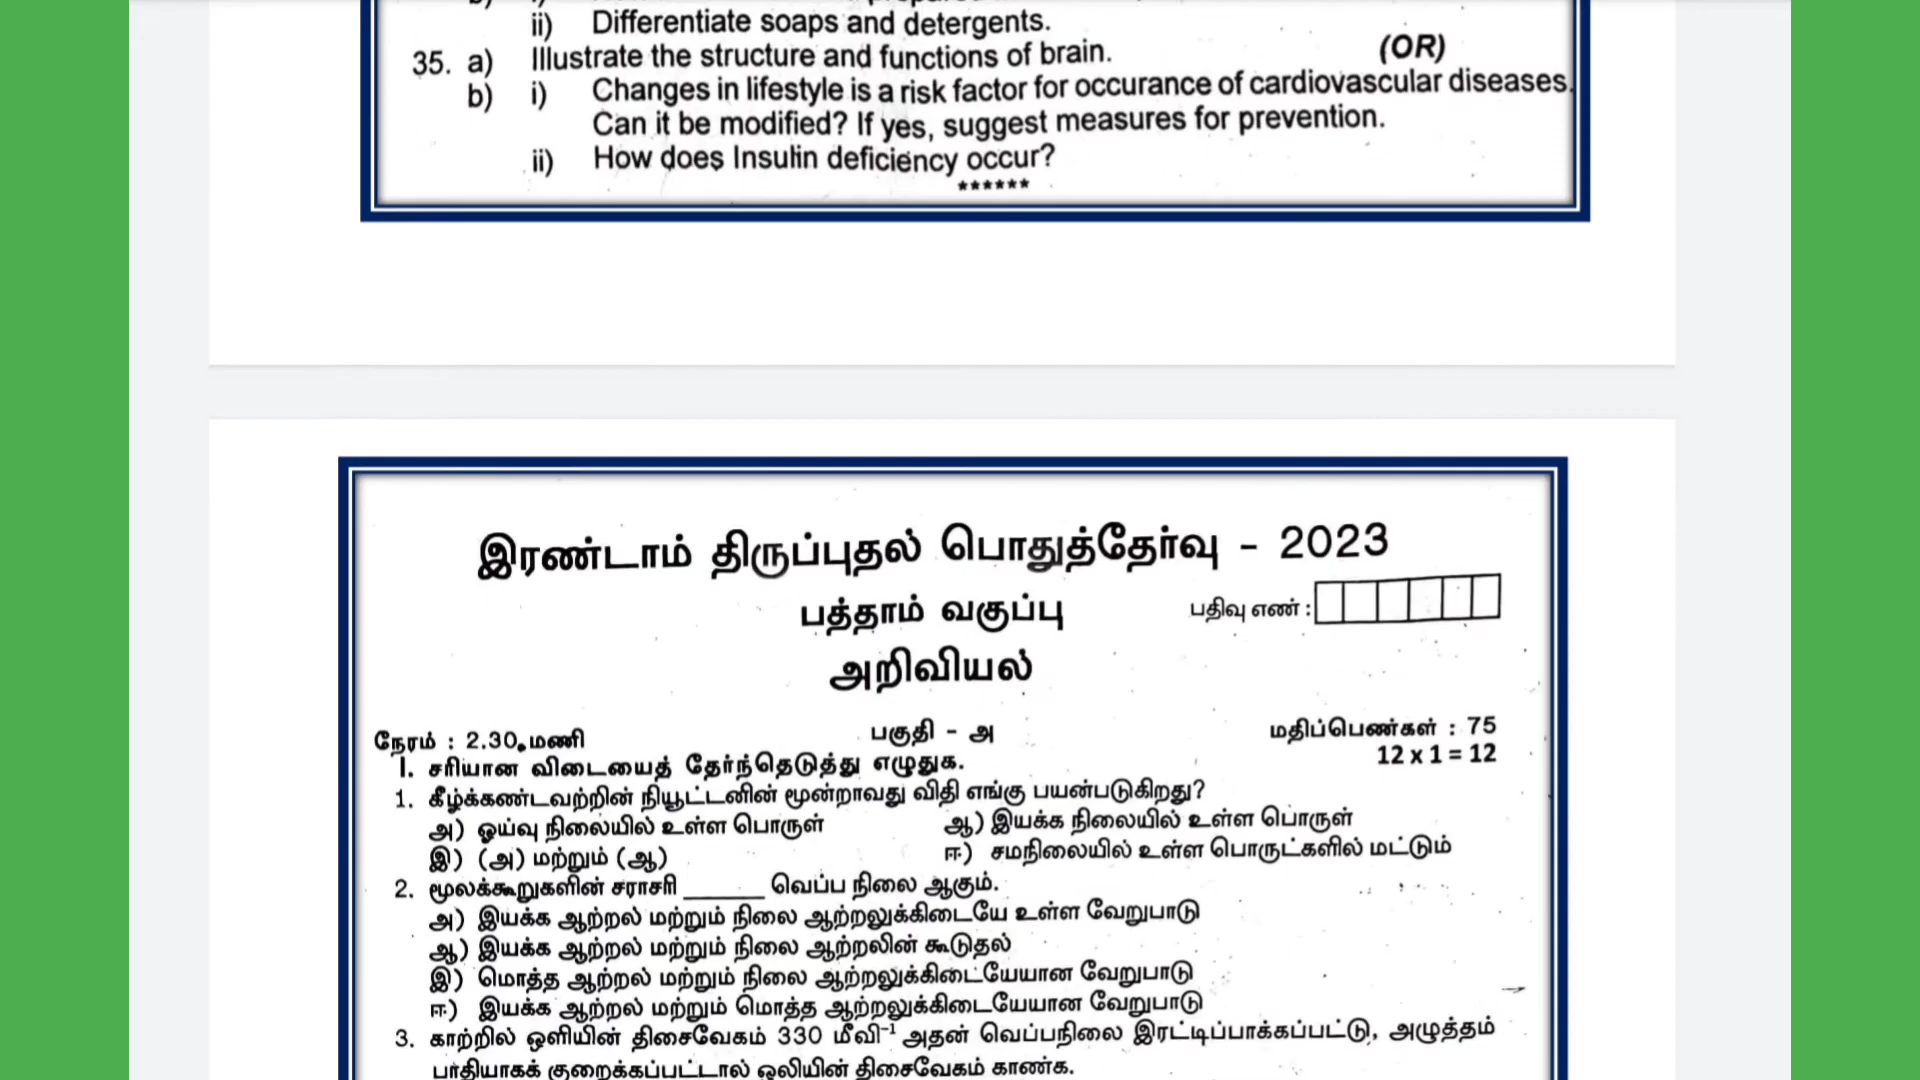 ii) Differentiate soaps and detergents.
35. a) Illustrate the structure and functions of brain. (OR)
b) i) Changes in lifestyle is a risk factor for occurance of cardiovascular diseases.
Can it be modified? If yes, suggest measures for prevention.
ii) How does Insulin deficiency occur?
******
இரண்டாம் திருப்புதல் பொதுத்தேர்வு - 2023
பத்தாம் வகுப்பு
பதிவு எண் :
அறிவியல்
நேரம் : 2.30 மணி பகுதி - அ மதிப்பெண்கள் : 75
I. சரியான விடையைத் தேர்ந்தெடுத்து எழுதுக. 12 x 1 = 12
1. கீழ்க்கண்டவற்றின் நியூட்டனின் மூன்றாவது விதி எங்கு பயன்படுகிறது?
அ) ஓய்வு நிலையில் உள்ள பொருள் ஆ) இயக்க நிலையில் உள்ள பொருள்
இ) (அ) மற்றும் (ஆ) ஈ) சமநிலையில் உள்ள பொருட்களில் மட்டும்
2. மூலக்கூறுகளின் சராசரி ______ வெப்ப நிலை ஆகும்.
அ) இயக்க ஆற்றல் மற்றும் நிலை ஆற்றலுக்கிடையே உள்ள வேறுபாடு
ஆ) இயக்க ஆற்றல் மற்றும் நிலை ஆற்றலின் கூடுதல்
இ) மொத்த ஆற்றல் மற்றும் நிலை ஆற்றலுக்கிடையேயான வேறுபாடு
ஈ) இயக்க ஆற்றல் மற்றும் மொத்த ஆற்றலுக்கிடையேயான வேறுபாடு
3. காற்றில் ஒளியின் திசைவேகம் 330 மீவி⁻¹ அதன் வெப்பநிலை இரட்டிப்பாக்கப்பட்டு, அழுத்தம்
பாதியாகக் குறைக்கப்பட்டால் ஒலியின் திசைவேகம் காண்க.